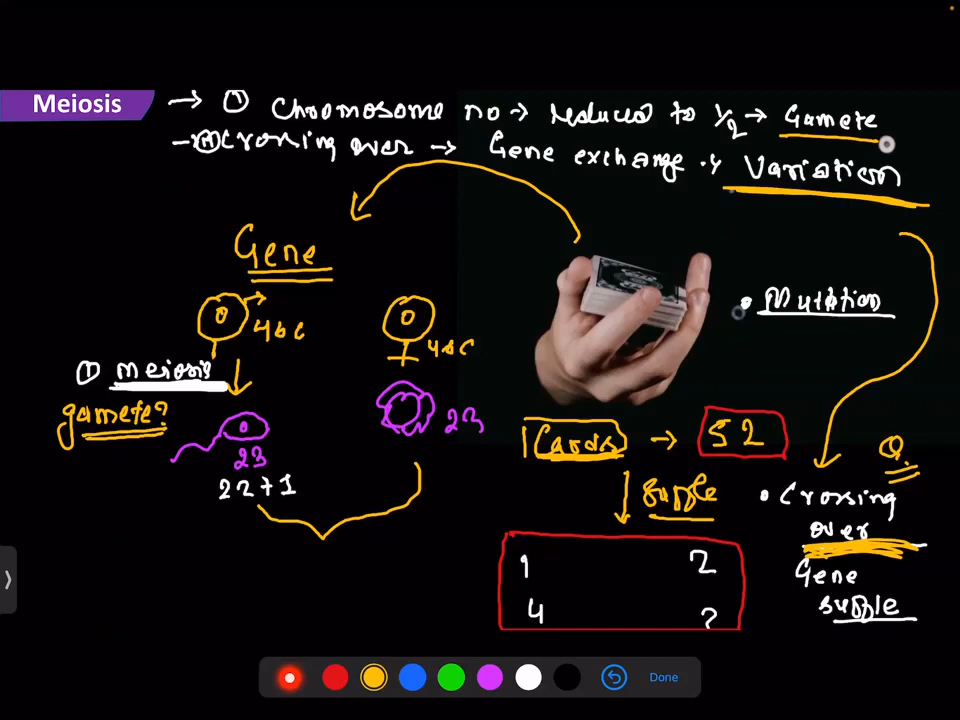 Meiosis → ① Chromosome no → reduced to 1/2 → Gamete
- ② Crossing over → Gene exchange ∴ Variation
Gene
46 C
46 C
• Mutation
① Meiosis
gamete?
23
23
22+1
Cards → 52
Q.
Suffle
• Crossing
over
Gene
suffle
1 2
4 ?
Done